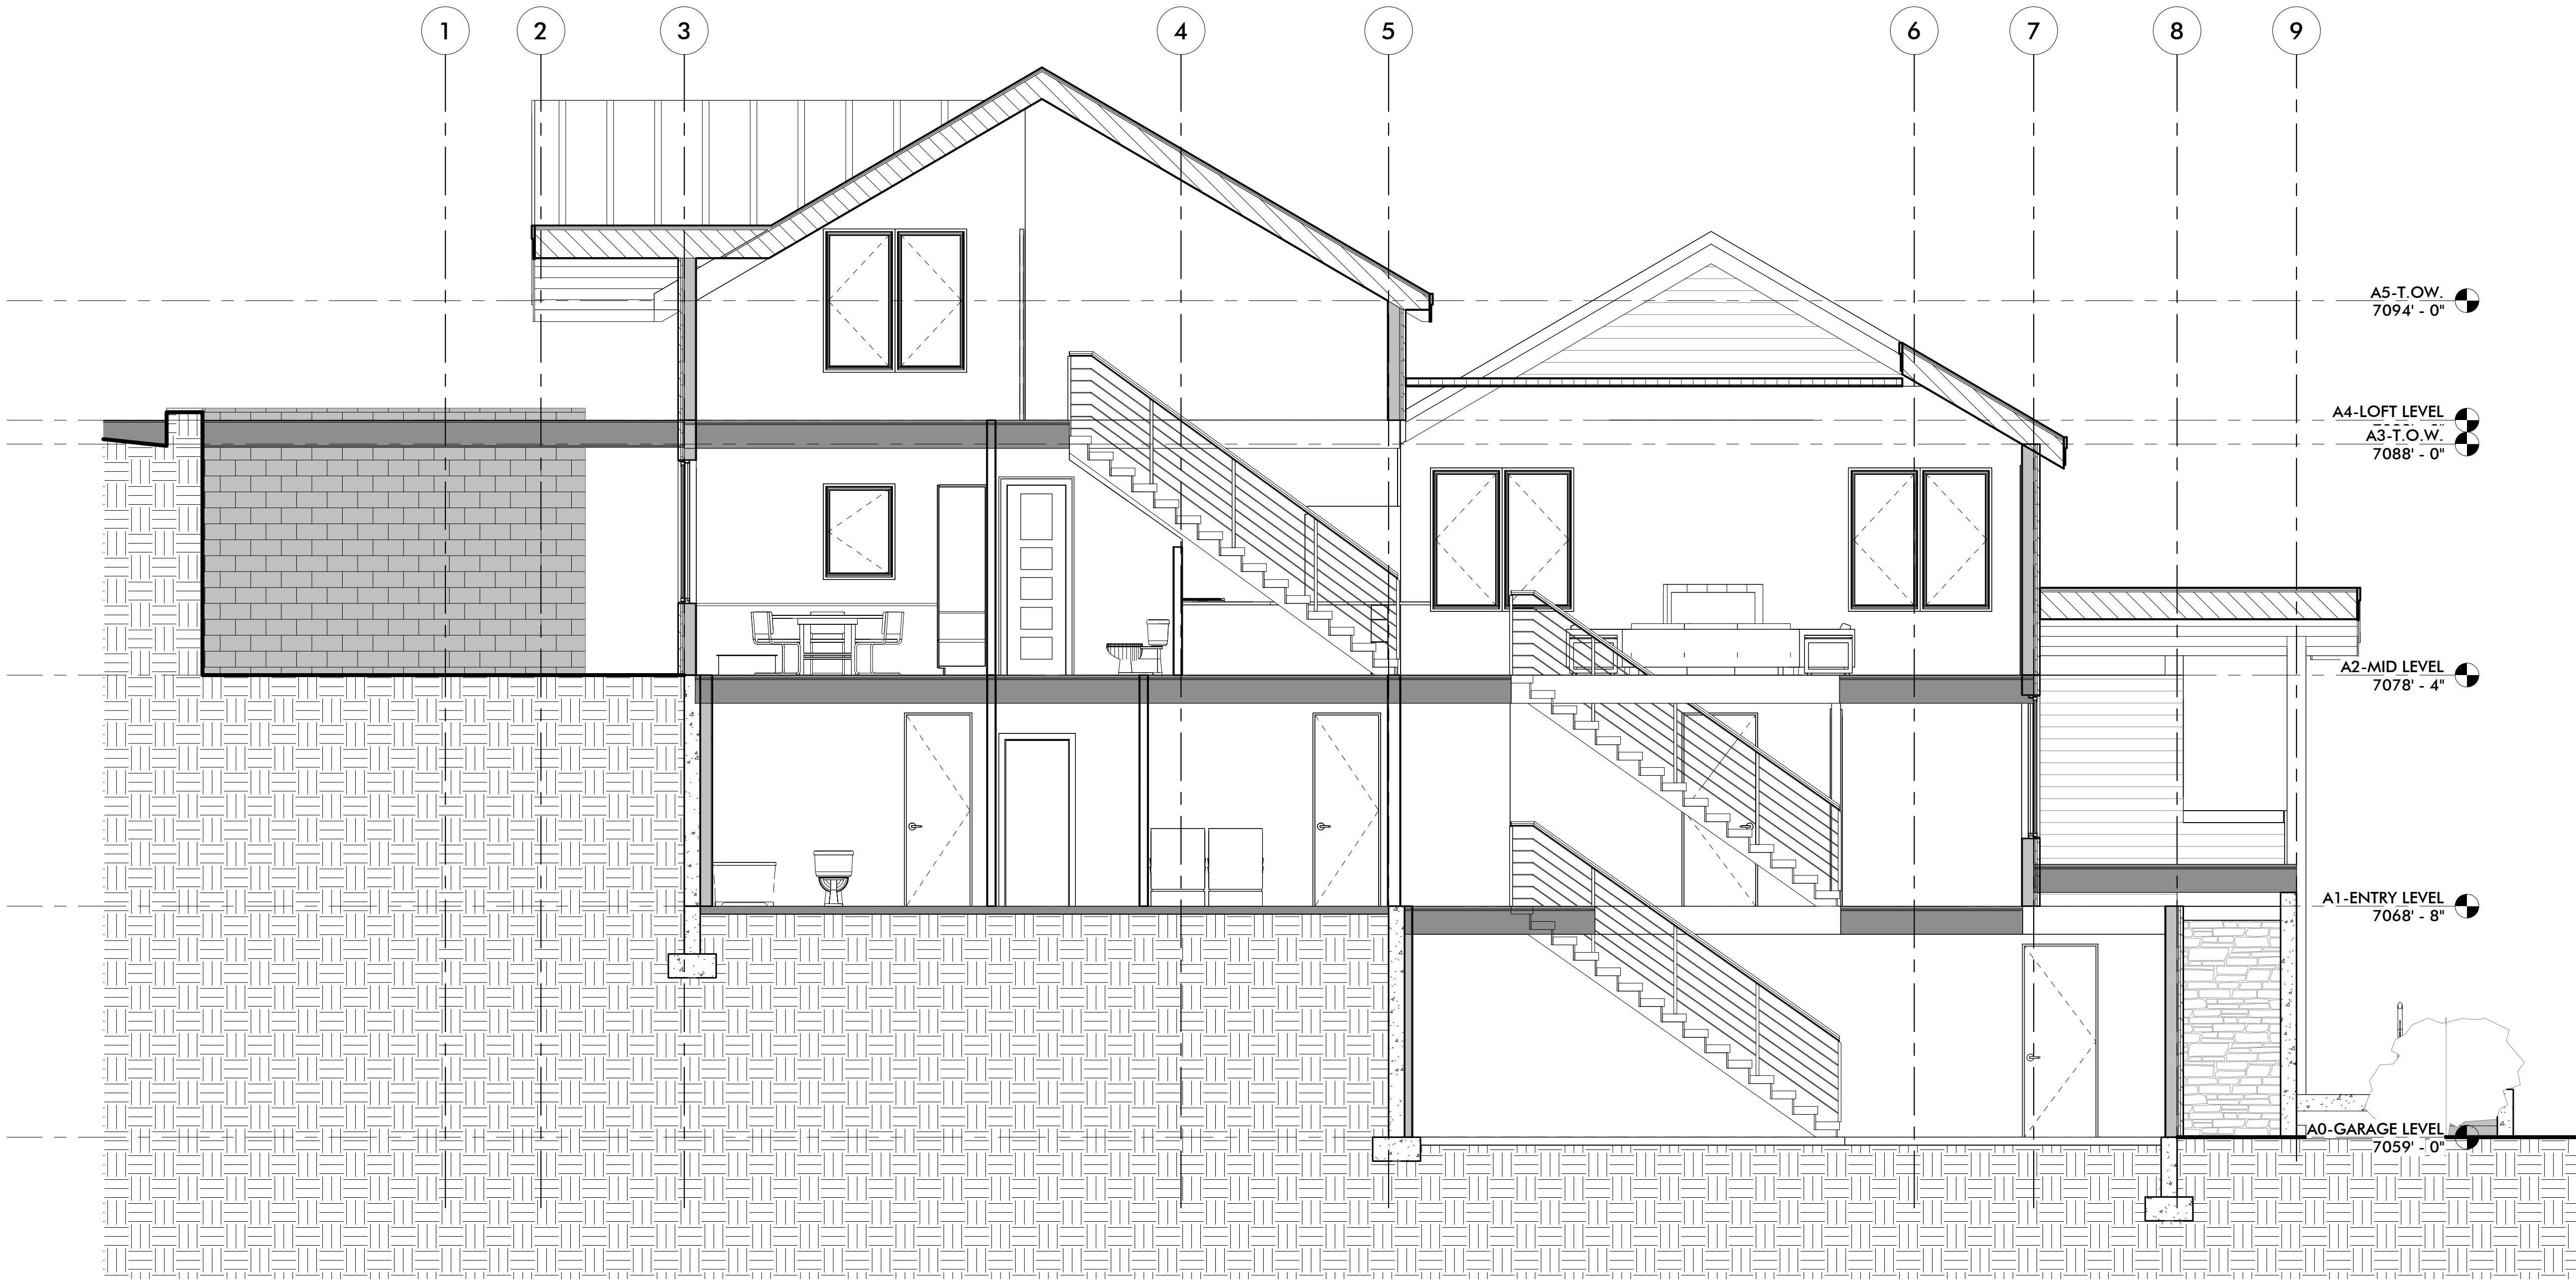 1 2 3 4 5 6 7 8 9
A5-T.OW.
7094' - 0"
A4-LOFT LEVEL
A3-T.O.W.
7088' - 0"
A2-MID LEVEL
7078' - 4"
A1-ENTRY LEVEL
7068' - 8"
A0-GARAGE LEVEL
7059' - 0"